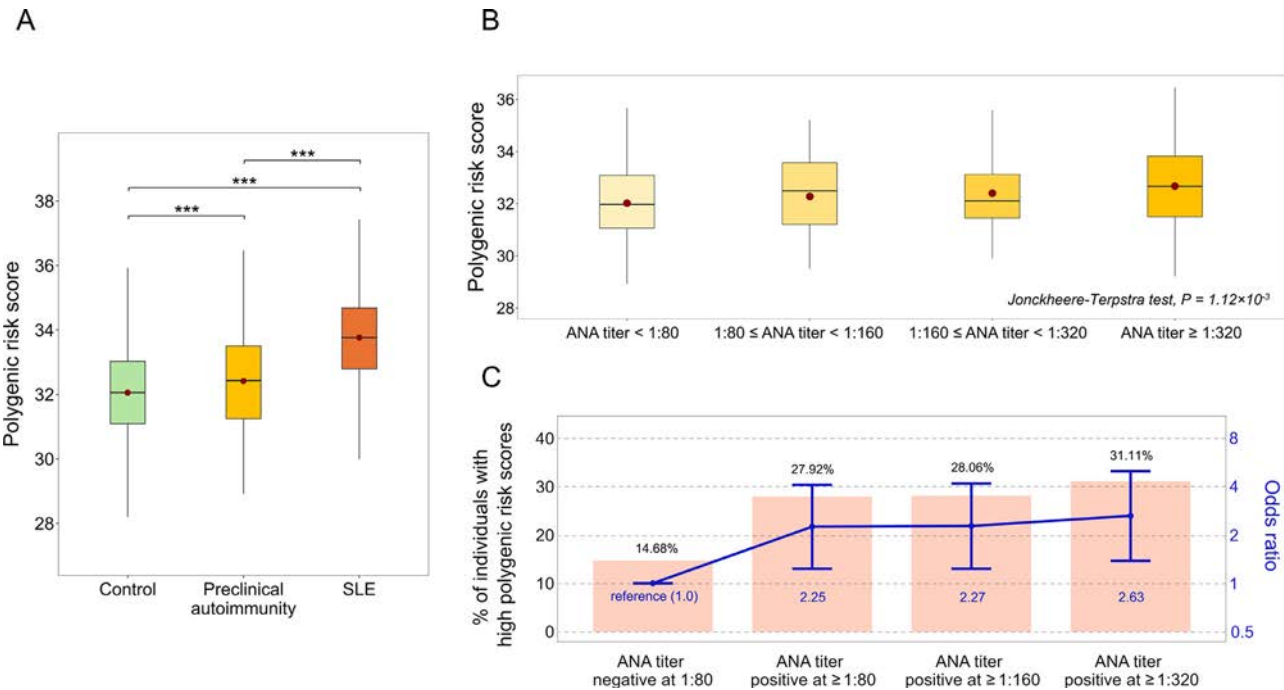 A
Polygenic risk score
38
36
34
32
30
28
***
***
***
Control
Preclinical
autoimmunity
SLE
B
Polygenic risk score
36
34
32
30
28
Jonckheere-Terpstra test, P = 1.12×10⁻³
ANA titer < 1:80
1:80 ≤ ANA titer < 1:160
1:160 ≤ ANA titer < 1:320
ANA titer ≥ 1:320
C
% of individuals with
high polygenic risk scores
40
30
20
10
0
14.68%
27.92%
28.06%
31.11%
reference (1.0)
2.25
2.27
2.63
8
4
2
1
0.5
Odds ratio
ANA titer
negative at 1:80
ANA titer
positive at ≥ 1:80
ANA titer
positive at ≥ 1:160
ANA titer
positive at ≥ 1:320